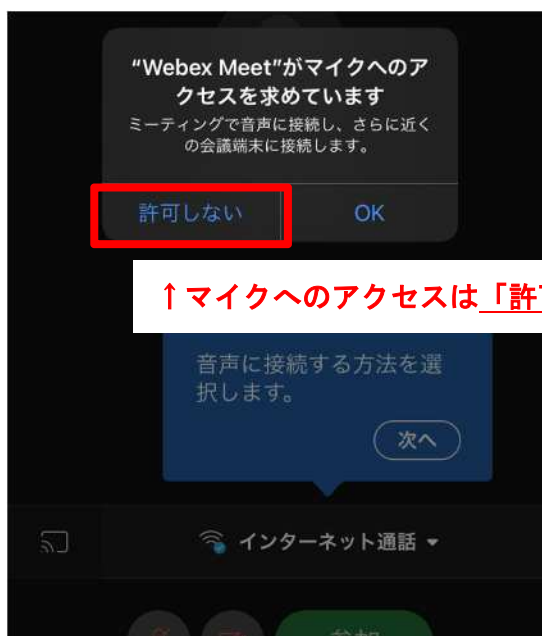 “Webex Meet”がマイクへのア
クセスを求めています
ミーティングで音声に接続し、さらに近く
の会議端末に接続します。
許可しない OK
↑マイクへのアクセスは「許
音声に接続する方法を選
択します。
次へ
インターネット通話
参加